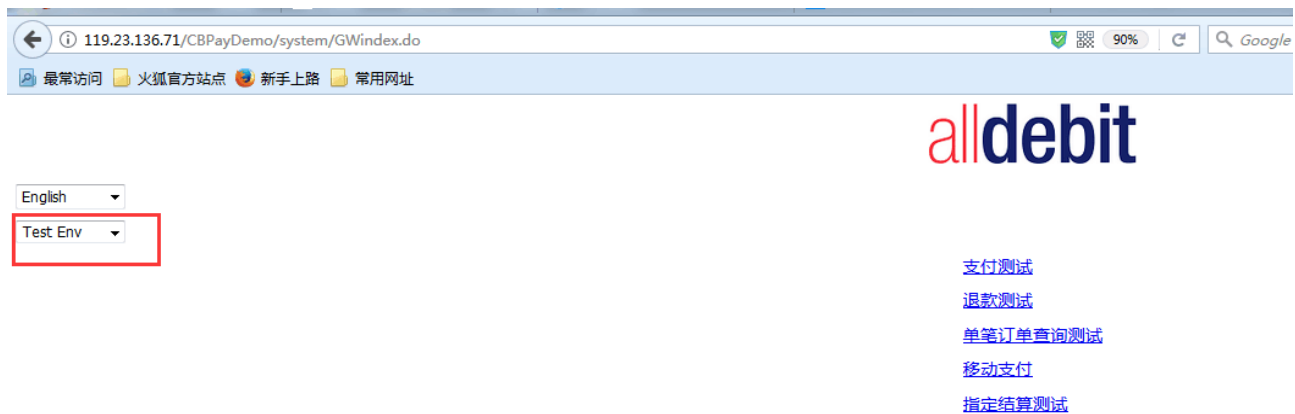 119.23.136.71/CBPayDemo/system/GWindex.do
90%
Google
最常访问 火狐官方站点 新手上路 常用网址
alldebit
English
Test Env
支付测试
退款测试
单笔订单查询测试
移动支付
指定结算测试